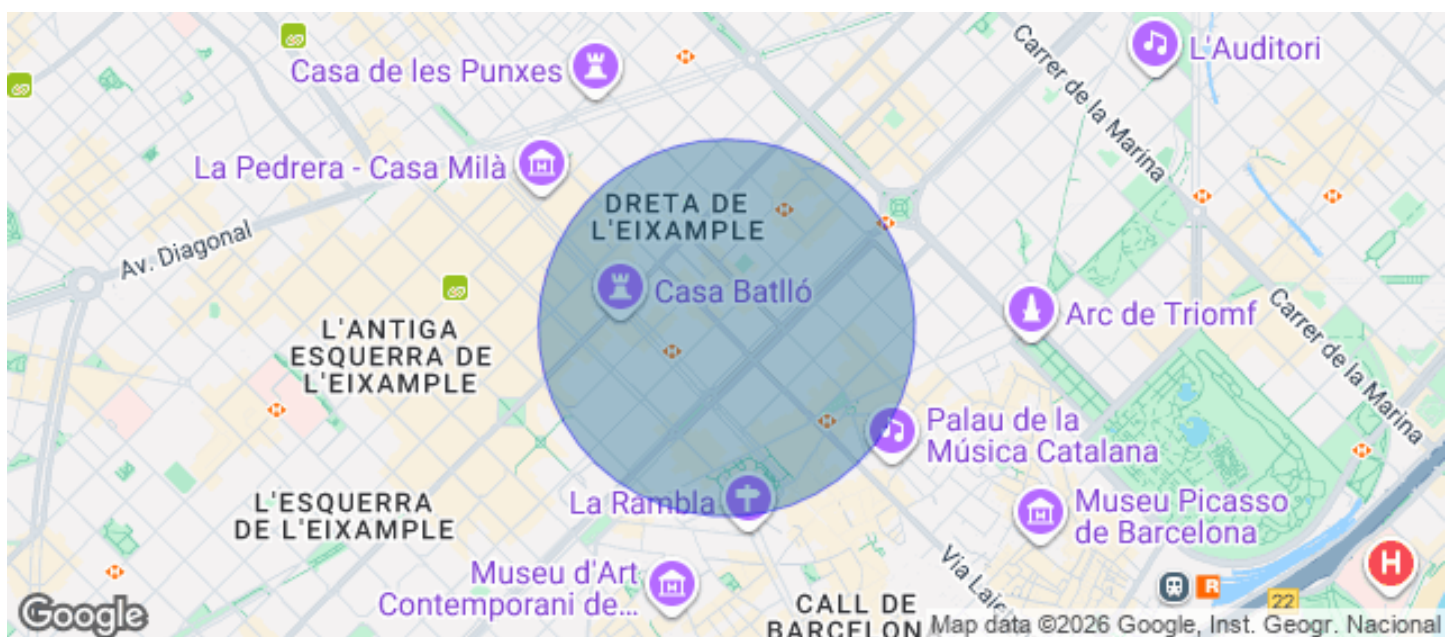 Casa de les Punxes
L'Auditori
Carrer de la Marina
La Pedrera - Casa Milà
DRETA DE
L'EIXAMPLE
Av. Diagonal
Casa Batlló
Arc de Triomf
Carrer de la Marina
L'ANTIGA
ESQUERRA DE
L'EIXAMPLE
Palau de la
Música Catalana
La Rambla
L'ESQUERRA
DE L'EIXAMPLE
Museu Picasso
de Barcelona
Museu d'Art
Contemporani de...
Via Laie
H
R
22
CALL DE
BARCELON
Google
Map data ©2026 Google, Inst. Geogr. Nacional